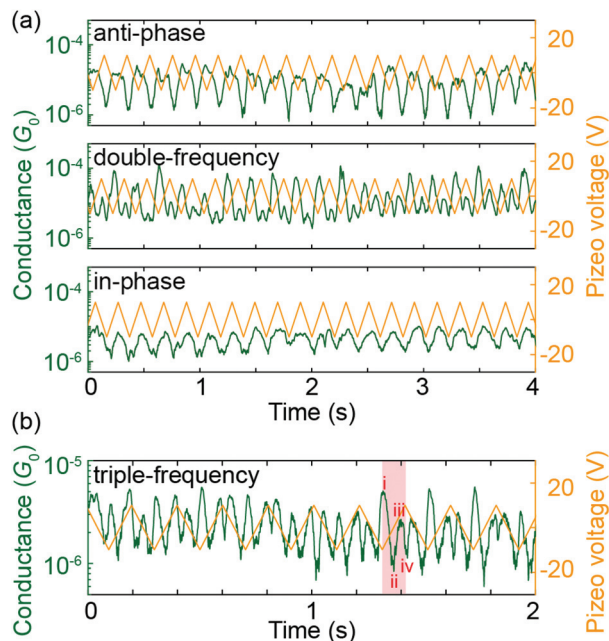 (a)
anti-phase
10⁻⁴
10⁻⁶
20
-20
double-frequency
10⁻⁴
10⁻⁶
20
-20
in-phase
10⁻⁴
10⁻⁶
20
-20
Conductance (G₀)
Pizeo voltage (V)
0 1 2 3 4
Time (s)
(b)
triple-frequency
10⁻⁵
10⁻⁶
20
-20
i
iii
iv
ii
Conductance (G₀)
Pizeo voltage (V)
0 1 2
Time (s)